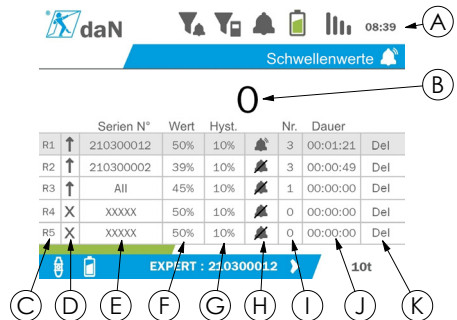 daN 08:39 A
Schwellenwerte
B
0
Serien N° Wert Hyst. Nr. Dauer
R1 ↑ 210300012 50% 10% 3 00:01:21 Del
R2 ↑ 210300002 39% 10% 3 00:00:49 Del
R3 ↑ All 45% 10% 1 00:00:00 Del
R4 X XXXXX 50% 10% 0 00:00:00 Del
R5 X XXXXX 50% 10% 0 00:00:00 Del
EXPERT : 210300012 10t
C D E F G H I J K